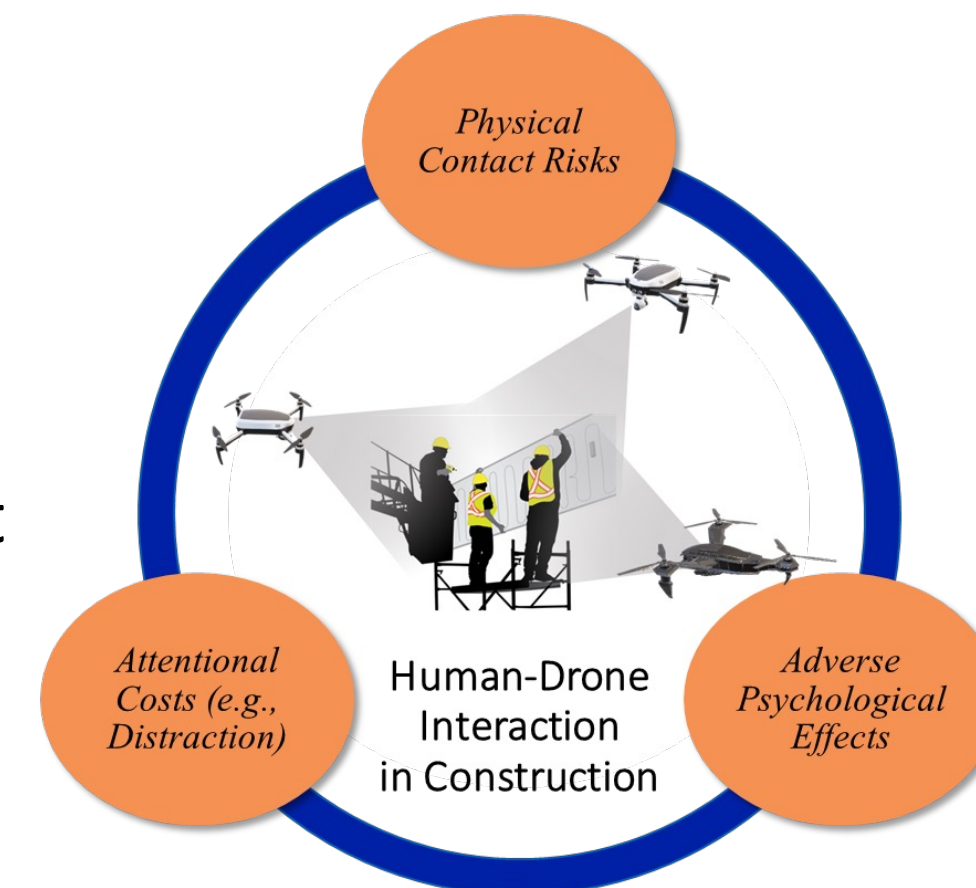 Physical
Contact Risks
Attentional
Costs (e.g.,
Distraction)
Human-Drone
Interaction
in Construction
Adverse
Psychological
Effects